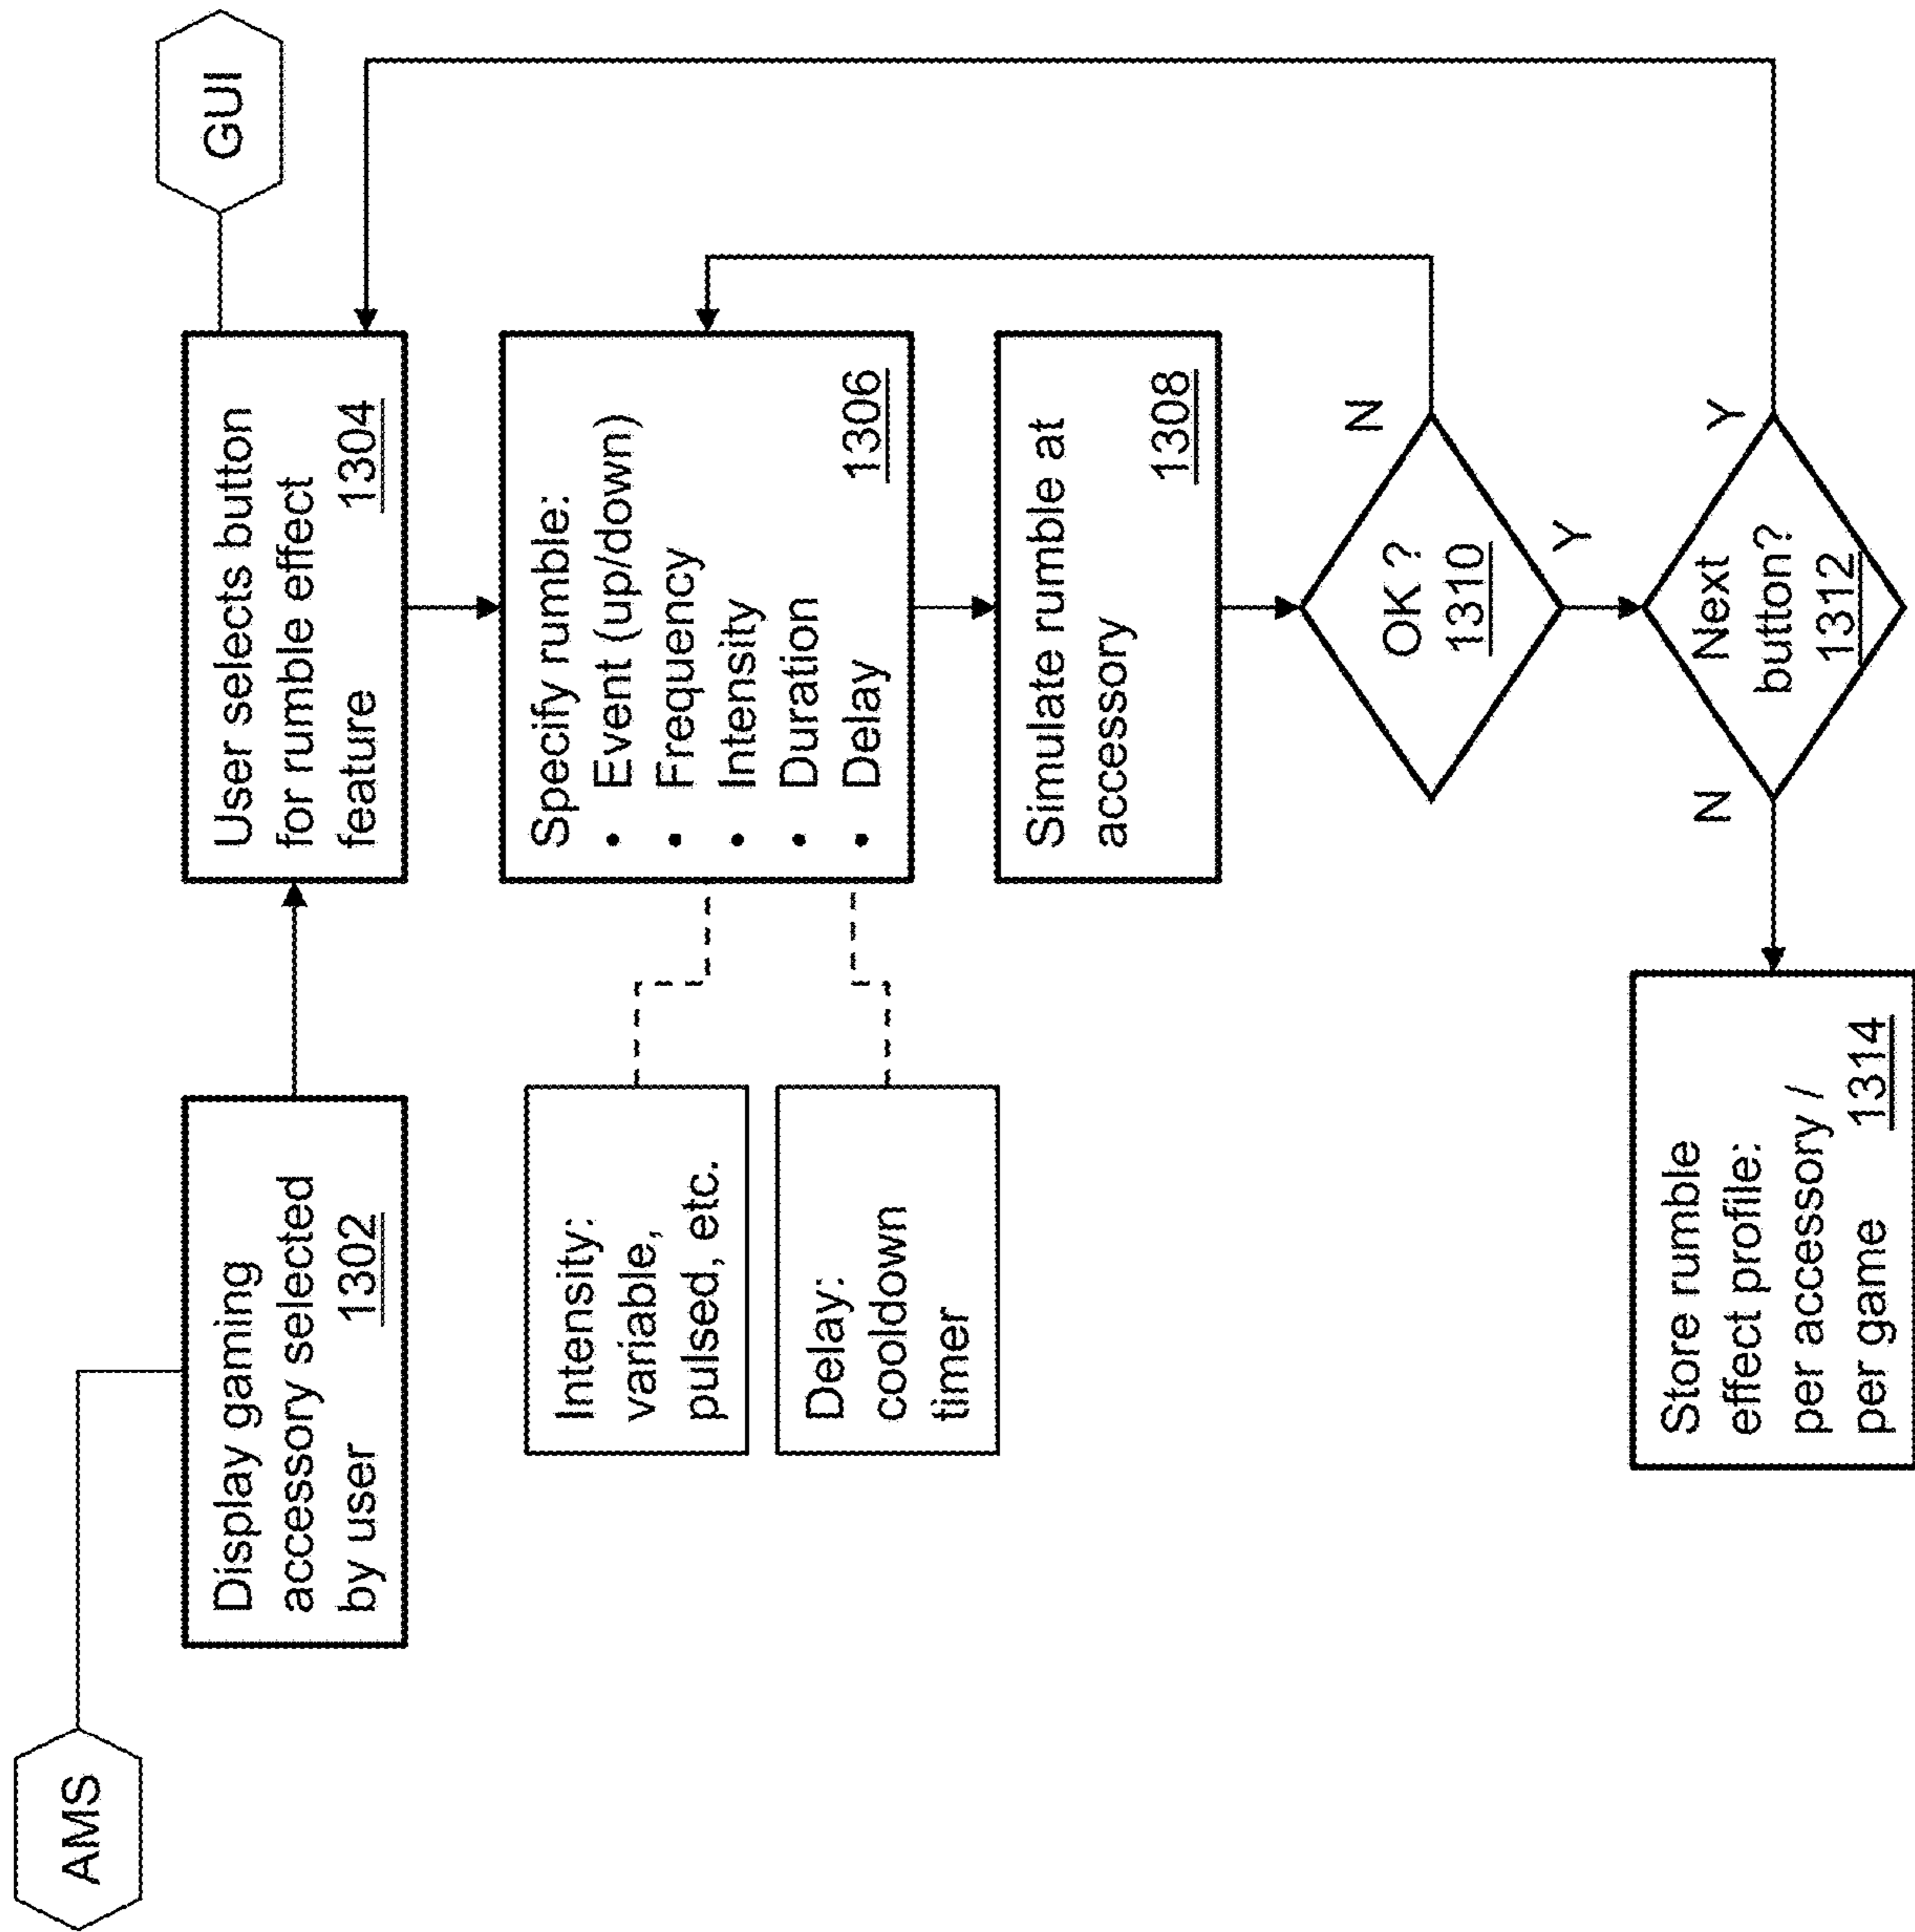 AMS
GUI
Display gaming
accessory selected
by user 1302
User selects button
for rumble effect
feature 1304
Intensity:
variable,
pulsed, etc.
Delay:
cooldown
timer
Specify rumble:
• Event (up/down)
• Frequency
• Intensity
• Duration
• Delay 1306
Simulate rumble at
accessory 1308
OK ?
1310
N
Y
Next
button?
1312
N
Y
Store rumble
effect profile:
per accessory /
per game 1314